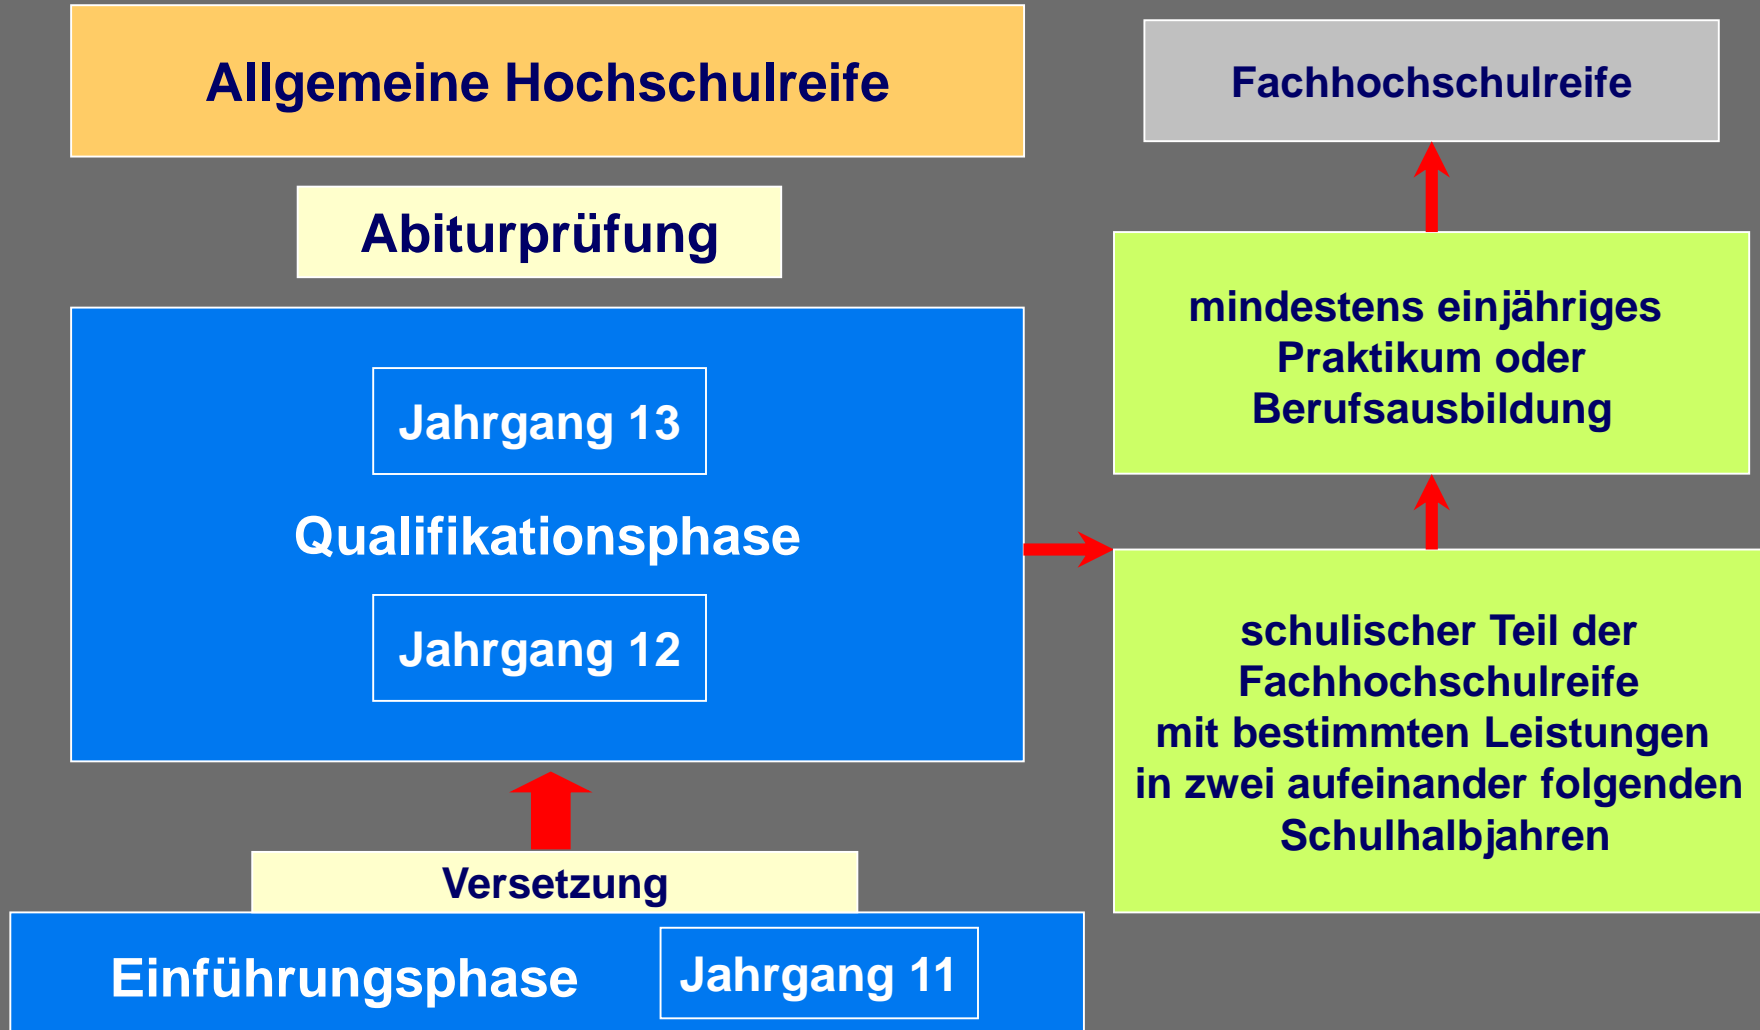 Allgemeine Hochschulreife
Abiturprüfung
Jahrgang 13
Qualifikationsphase
Jahrgang 12
Versetzung
Einführungsphase
Jahrgang 11
Fachhochschulreife
mindestens einjähriges
Praktikum oder
Berufsausbildung
schulischer Teil der
Fachhochschulreife
mit bestimmten Leistungen
in zwei aufeinander folgenden
Schulhalbjahren